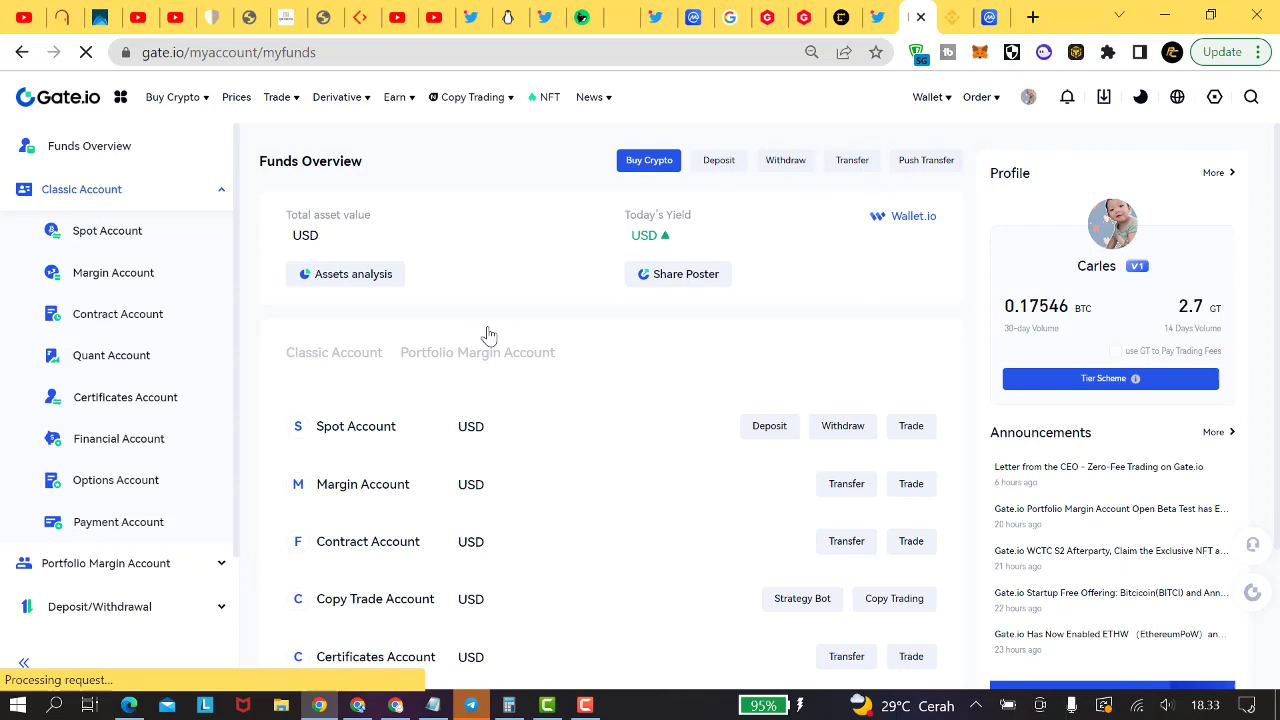 gate.io/myaccount/myfunds
SG
Update
Gate.io
Buy Crypto Prices Trade Derivative Earn Copy Trading NFT News
Wallet Order
Funds Overview
Classic Account
Spot Account
Margin Account
Contract Account
Quant Account
Certificates Account
Financial Account
Options Account
Payment Account
Portfolio Margin Account
Deposit/Withdrawal
Funds Overview
Buy Crypto Deposit Withdraw Transfer Push Transfer
Total asset value
USD
Assets analysis
Today's Yield
USD
Share Poster
Wallet.io
Classic Account Portfolio Margin Account
S Spot Account USD Deposit Withdraw Trade
M Margin Account USD Transfer Trade
F Contract Account USD Transfer Trade
C Copy Trade Account USD Strategy Bot Copy Trading
C Certificates Account USD Transfer Trade
Profile More
Carles V1
0.17546 BTC 2.7 GT
30-day Volume 14 Days Volume
use GT to Pay Trading Fees
Tier Scheme
Announcements More
Letter from the CEO - Zero-Fee Trading on Gate.io
6 hours ago
Gate.io Portfolio Margin Account Open Beta Test has E...
20 hours ago
Gate.io WCTC S2 Afterparty, Claim the Exclusive NFT a...
21 hours ago
Gate.io Startup Free Offering: Bitcicoin(BITCI) and Ann...
22 hours ago
Gate.io Has Now Enabled ETHW （EthereumPoW）an...
23 hours ago
Processing request...
95% 29°C Cerah 18.33